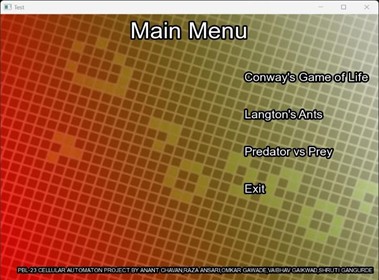 Test
Main Menu
Conway's Game of Life
Langton's Ants
Predator vs Prey
Exit
PBL-23 CELLULAR AUTOMATON PROJECT BY ANANT CHAVAN,RAZA ANSARI,OMKAR GAWADE,VAIBHAV GAIKWAD,SHRUTI GANGURDE